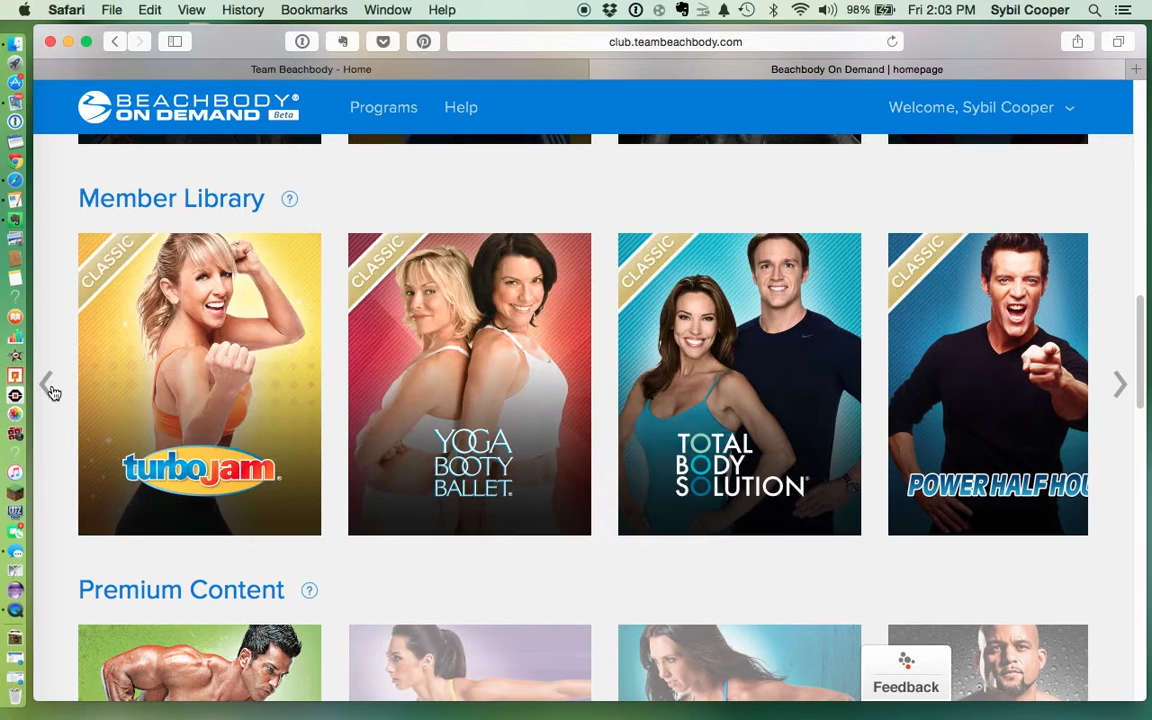 Safari File Edit View History Bookmarks Window Help 98% Fri 2:03 PM Sybil Cooper
club.teambeachbody.com
Team Beachbody - Home Beachbody On Demand | homepage
BEACHBODY®
ON DEMAND Beta
Programs Help Welcome, Sybil Cooper
Member Library ?
CLASSIC CLASSIC CLASSIC CLASSIC
turbojam®
YOGA
BOOTY
BALLET®
TOTAL
BODY
SOLUTION®
POWER HALF HOU
Premium Content ?
Feedback